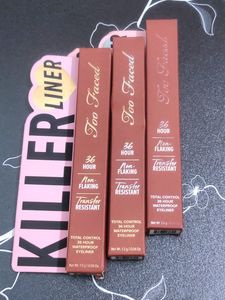 KILLER
LINER
Too Faced
36
HOUR
Non-
FLAKING
Transfer
RESISTANT
TOTAL CONTROL
36 HOUR
WATERPROOF
EYELINER
Too Faced
36
HOUR
Non-
FLAKING
Transfer
RESISTANT
TOTAL CONTROL
36 HOUR
WATERPROOF
EYELINER
Too Faced
36
HOUR
Non-
FLAKING
Transfer
RESISTANT
TOTAL CONTROL
36 HOUR
WATERPROOF
EYELINER